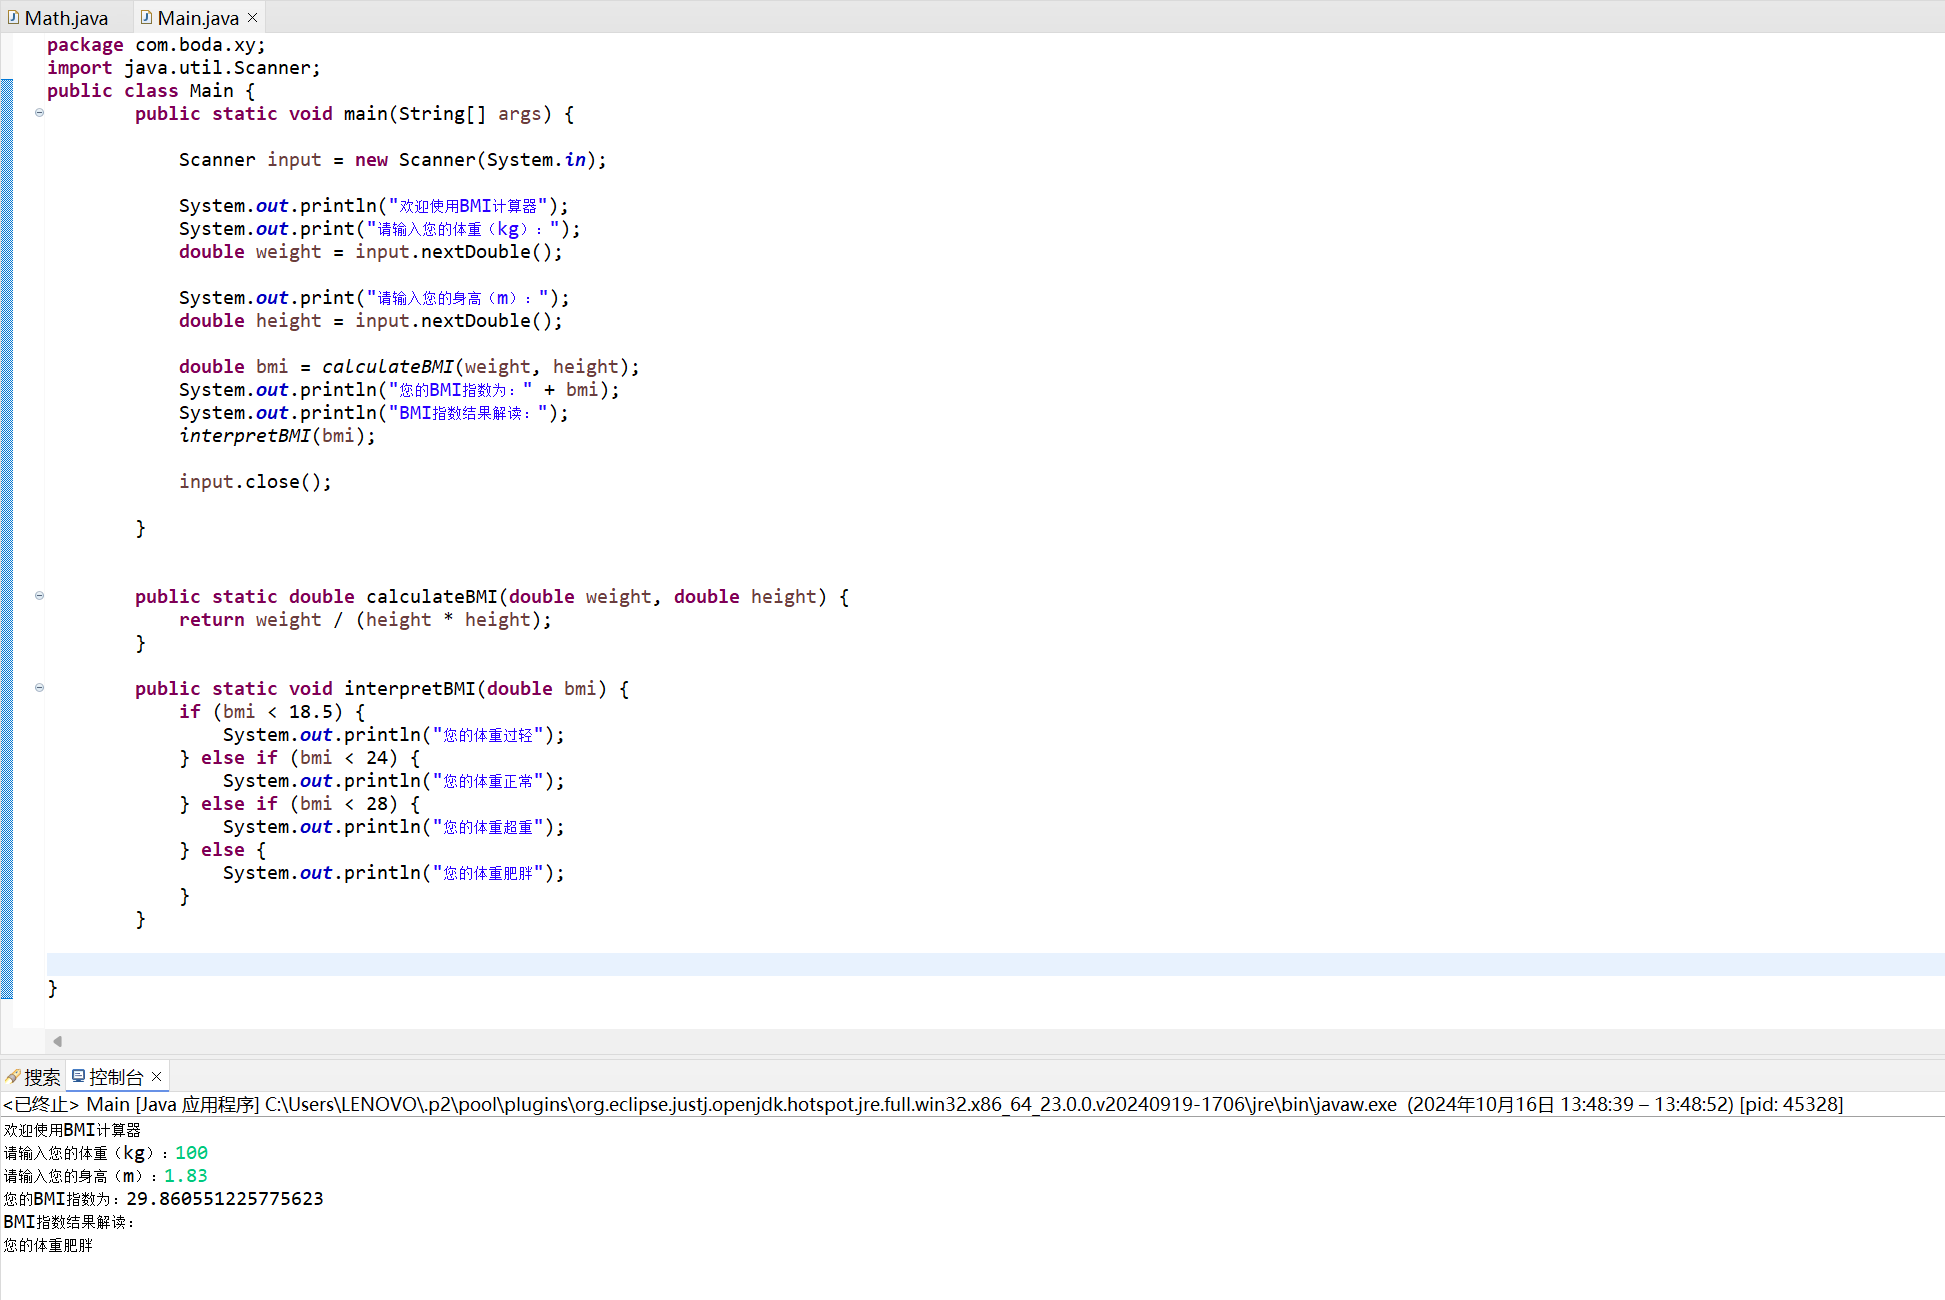 Math.java
Main.java
package com.boda.xy;
import java.util.Scanner;
public class Main {
public static void main(String[] args) {
Scanner input = new Scanner(System.in);
System.out.println("欢迎使用BMI计算器");
System.out.print("请输入您的体重（kg）：");
double weight = input.nextDouble();
System.out.print("请输入您的身高（m）：");
double height = input.nextDouble();
double bmi = calculateBMI(weight, height);
System.out.println("您的BMI指数为：" + bmi);
System.out.println("BMI指数结果解读：");
interpretBMI(bmi);
input.close();
}
public static double calculateBMI(double weight, double height) {
return weight / (height * height);
}
public static void interpretBMI(double bmi) {
if (bmi < 18.5) {
System.out.println("您的体重过轻");
} else if (bmi < 24) {
System.out.println("您的体重正常");
} else if (bmi < 28) {
System.out.println("您的体重超重");
} else {
System.out.println("您的体重肥胖");
}
}
}
搜索 控制台
<已终止> Main [Java 应用程序] C:\Users\LENOVO\.p2\pool\plugins\org.eclipse.justj.openjdk.hotspot.jre.full.win32.x86_64_23.0.0.v20240919-1706\jre\bin\javaw.exe (2024年10月16日 13:48:39 – 13:48:52) [pid: 45328]
欢迎使用BMI计算器
请输入您的体重（kg）：100
请输入您的身高（m）：1.83
您的BMI指数为：29.860551225775623
BMI指数结果解读：
您的体重肥胖